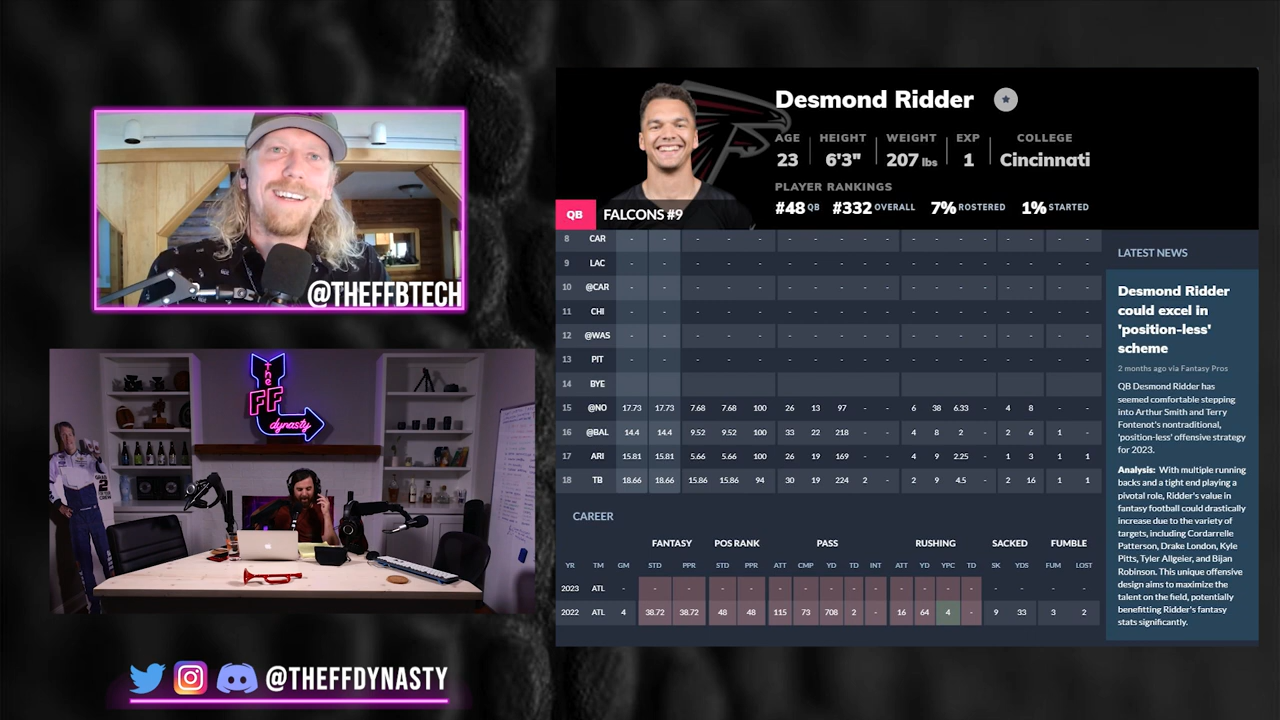 @THEFFBTECH
The
FF
dynasty
@THEFFDYNASTY
Desmond Ridder
AGE HEIGHT WEIGHT EXP COLLEGE
23 6'3" 207 lbs 1 Cincinnati
PLAYER RANKINGS
#48 QB #332 OVERALL 7% ROSTERED 1% STARTED
QB FALCONS #9
8 CAR - - - - - - - - - - - - - - - - - -
9 LAC - - - - - - - - - - - - - - - - - -
10 @CAR - - - - - - - - - - - - - - - - - -
11 CHI - - - - - - - - - - - - - - - - - -
12 @WAS - - - - - - - - - - - - - - - - - -
13 PIT - - - - - - - - - - - - - - - - - -
14 BYE - -
15 @NO 17.73 17.73 7.68 7.68 100 26 13 97 - - 6 38 6.33 - 4 8 - -
16 @BAL 14.4 14.4 9.52 9.52 100 33 22 218 - - 4 8 2 - 2 6 1 -
17 ARI 15.81 15.81 5.66 5.66 100 26 19 169 - - 4 9 2.25 - 1 3 1 1
18 TB 18.66 18.66 15.86 15.86 94 30 19 224 2 - 2 9 4.5 - 2 16 1 1
CAREER
FANTASY POS RANK PASS RUSHING SACKED FUMBLE
YR TM GM STD PPR STD PPR ATT CMP YD TD INT ATT YD YPC TD SK YDS FUM LOST
2023 ATL - - - - - - - - - - - - - - - - - -
2022 ATL 4 38.72 38.72 48 48 115 73 708 2 - 16 64 4 - 9 33 3 2
LATEST NEWS
Desmond Ridder
could excel in
'position-less'
scheme
2 months ago via Fantasy Pros
QB Desmond Ridder has
seemed comfortable stepping
into Arthur Smith and Terry
Fontenot's nontraditional,
'position-less' offensive strategy
for 2023.
Analysis: With multiple running
backs and a tight end playing a
pivotal role, Ridder's value in
fantasy football could drastically
increase due to the variety of
targets, including Cordarrelle
Patterson, Drake London, Kyle
Pitts, Tyler Allgeier, and Bijan
Robinson. This unique offensive
design aims to maximize the
talent on the field, potentially
benefitting Ridder's fantasy
stats significantly.